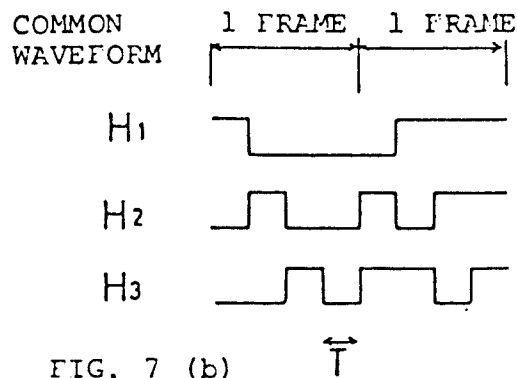 COMMON 1 FRAME 1 FRAME
WAVEFORM
H1
H2
H3
FIG. 7 (b) T